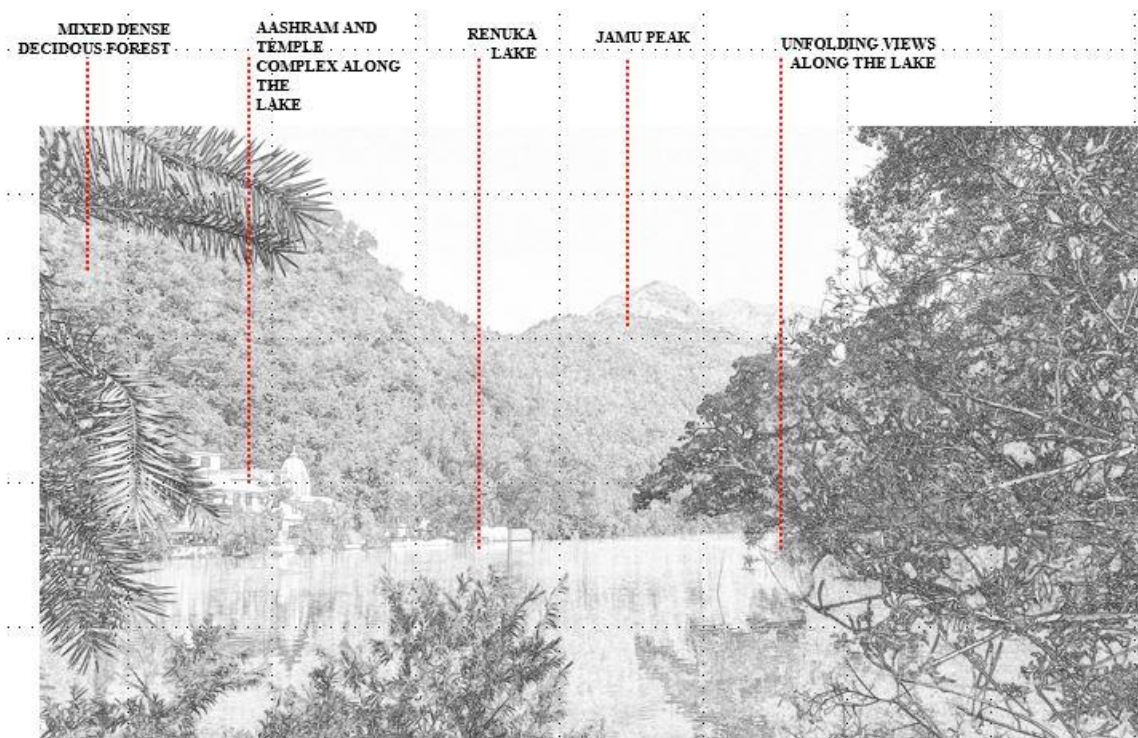 MIXED DENSE
DECIDOUS FOREST
AASHRAM AND
TEMPLE
COMPLEX ALONG
THE
LAKE
RENUKA
LAKE
JAMU PEAK
UNFOLDING VIEWS
ALONG THE LAKE